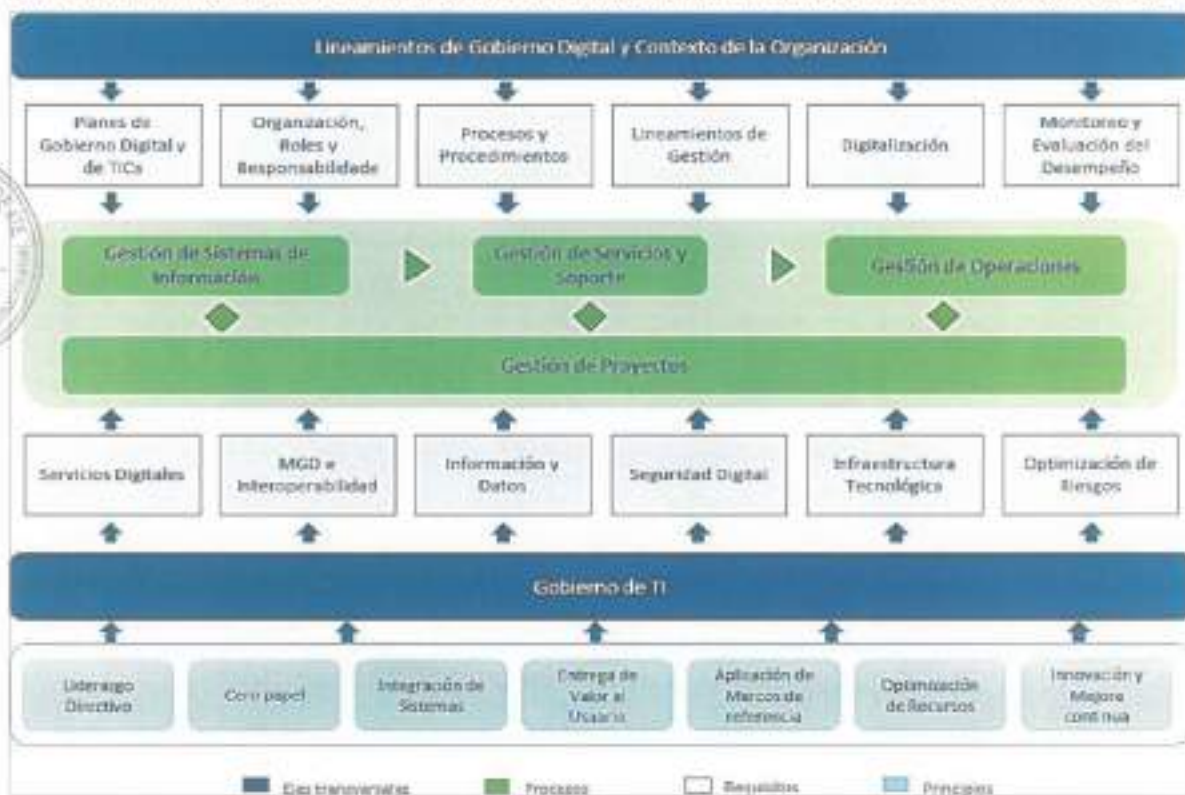 Lineamientos de Gobierno Digital y Contexto de la Organización
Planes de
Gobierno Digital y
de TICs
Organización,
Roles y
Responsabilidade
Procesos y
Procedimientos
Lineamientos de
Gestión
Digitalización
Monitoreo y
Evaluación del
Desempeño
Gestión de Sistemas de
Información
Gestión de Servicios y
Soporte
Gestión de Operaciones
Gestión de Proyectos
Servicios Digitales
MGD e
Interoperabilidad
Información y
Datos
Seguridad Digital
Infraestructura
Tecnológica
Optimización de
Riesgos
Gobierno de TI
Liderazgo
Directivo
Cero papel
Integración de
Sistemas
Entrega de
Valor al
Usuario
Aplicación de
Marcos de
referencia
Optimización
de Recursos
Innovación y
Mejora
continua
Ejes transversales
Procesos
Requisitos
Principios